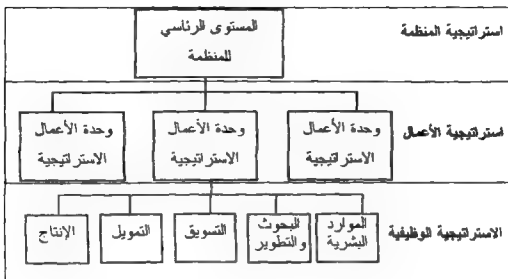 استراتيجية المنظمة
المستوى الرئاسي
للمنظمة
استراتيجية الأعمال
وحدة الأعمال
الاستراتيجية
وحدة الأعمال
الاستراتيجية
وحدة الأعمال
الاستراتيجية
الاستراتيجية الوظيفية
الموارد
البشرية
البحوث
والتطوير
التسويق
التمويل
الإنتاج